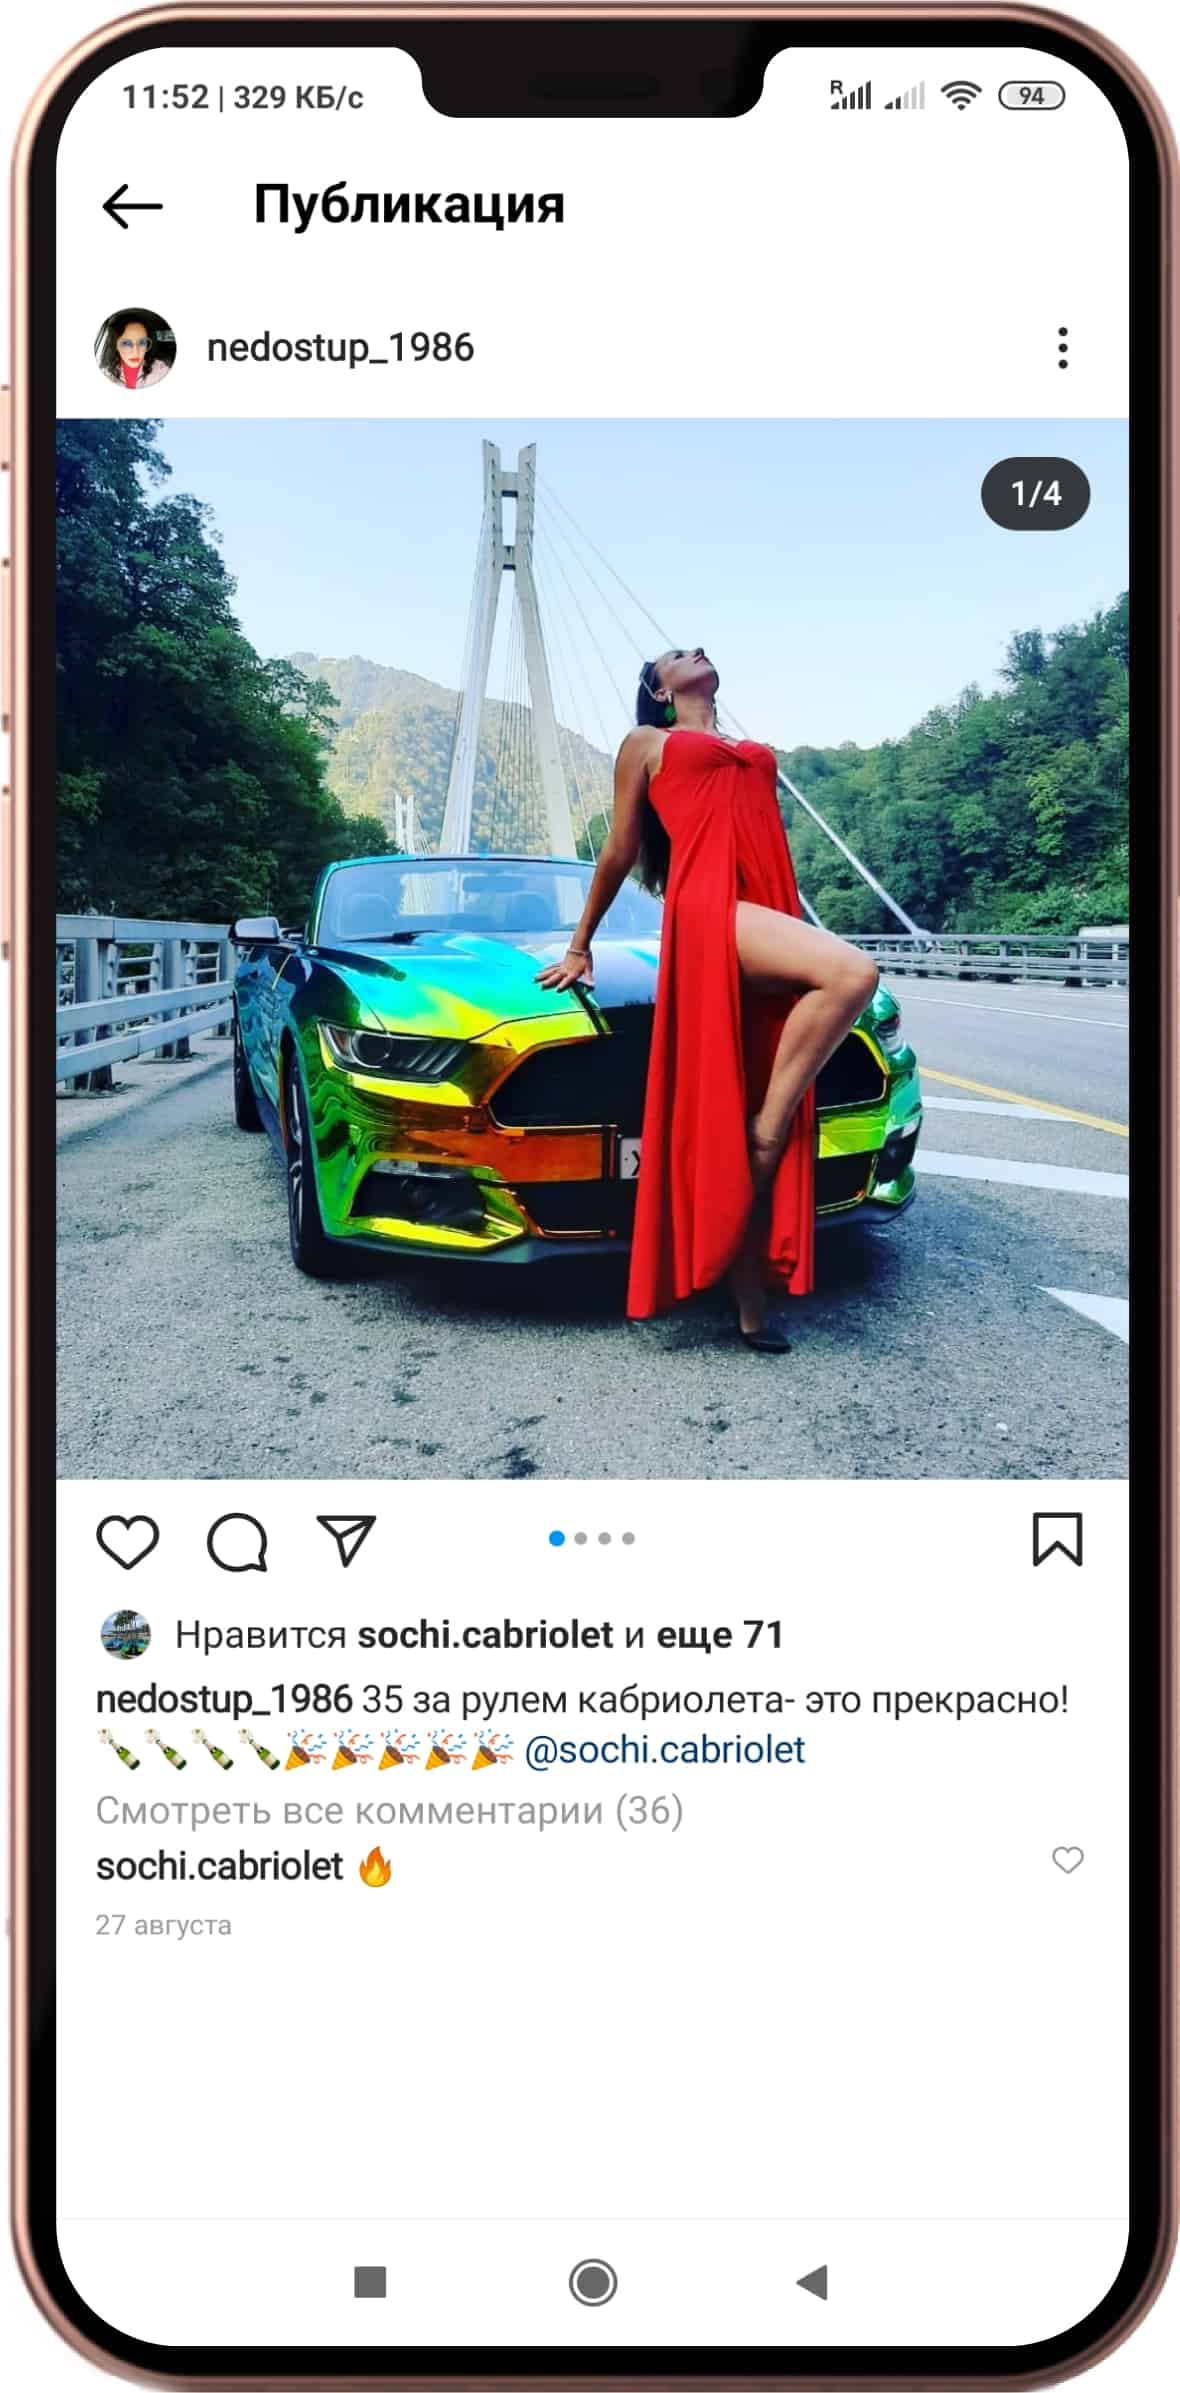 11:52 | 329 КБ/с
R
94
Публикация
nedostup_1986
1/4
Нравится sochi.cabriolet и еще 71
nedostup_1986 35 за рулем кабриолета- это прекрасно!
🍾🍾🍾🍾🎉🎉🎉🎉🎉 @sochi.cabriolet
Смотреть все комментарии (36)
sochi.cabriolet 🔥
27 августа